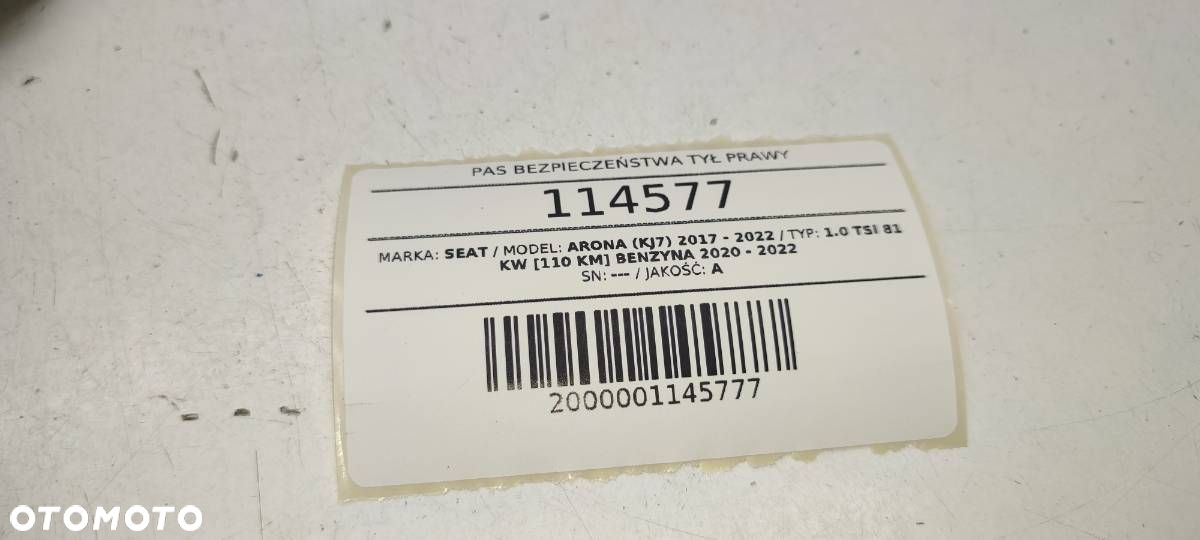 PAS BEZPIECZEŃSTWA TYŁ PRAWY
114577
MARKA: SEAT / MODEL: ARONA (KJ7) 2017 - 2022 / TYP: 1.0 TSI 81
KW [110 KM] BENZYNA 2020 - 2022
SN: --- / JAKOŚĆ: A
2000001145777
OTOMOTO